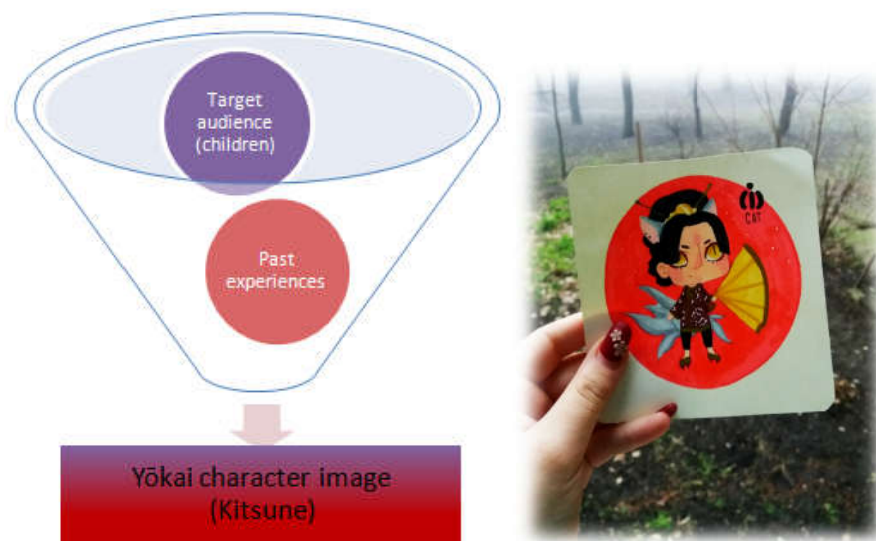 Target
audience
(children)
Past
experiences
Yōkai character image
(Kitsune)
CAT